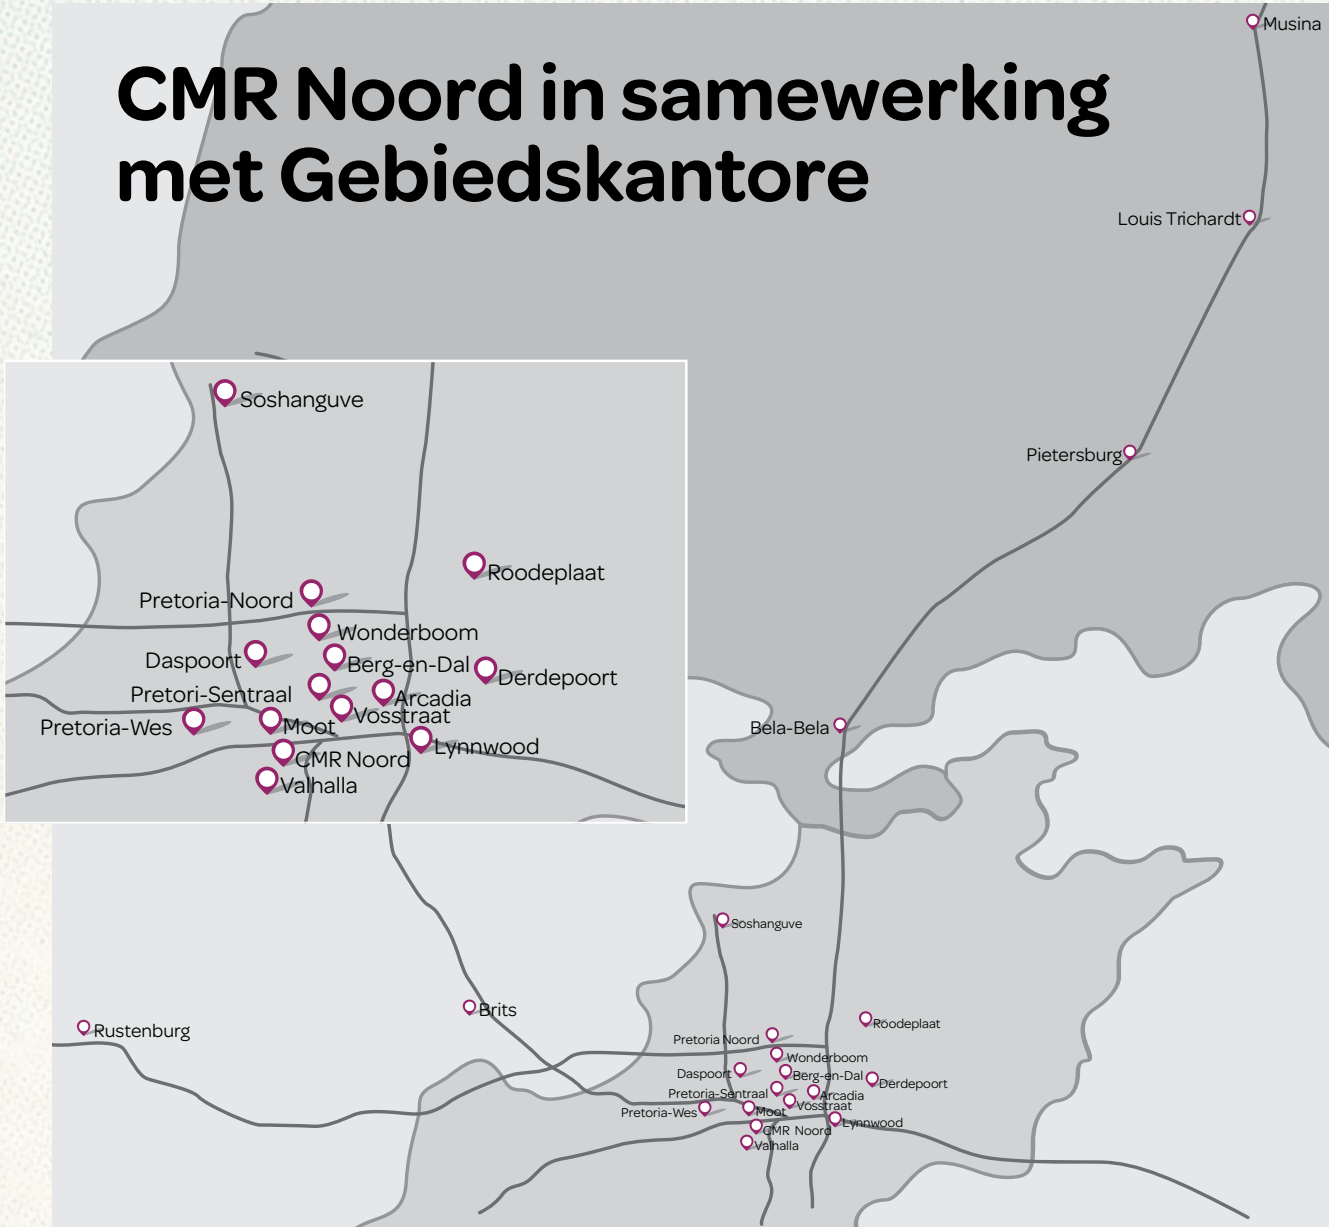 Musina
CMR Noord in samewerking
met Gebiedskantore
Louis Trichardt
Pietersburg
Soshanguve
Roodeplaat
Pretoria-Noord
Wonderboom
Daspoort
Berg-en-Dal
Derdepoort
Pretori-Sentraal
Arcadia
Vosstraat
Pretoria-Wes
Moot
Lynnwood
CMR Noord
Valhalla
Bela-Bela
Soshanguve
Brits
Rustenburg
Roodeplaat
Pretoria Noord
Wonderboom
Daspoort
Berg-en-Dal
Derdepoort
Pretoria-Sentraal
Arcadia
Vosstraat
Pretoria-Wes
Moot
Lynnwood
CMR Noord
Valhalla